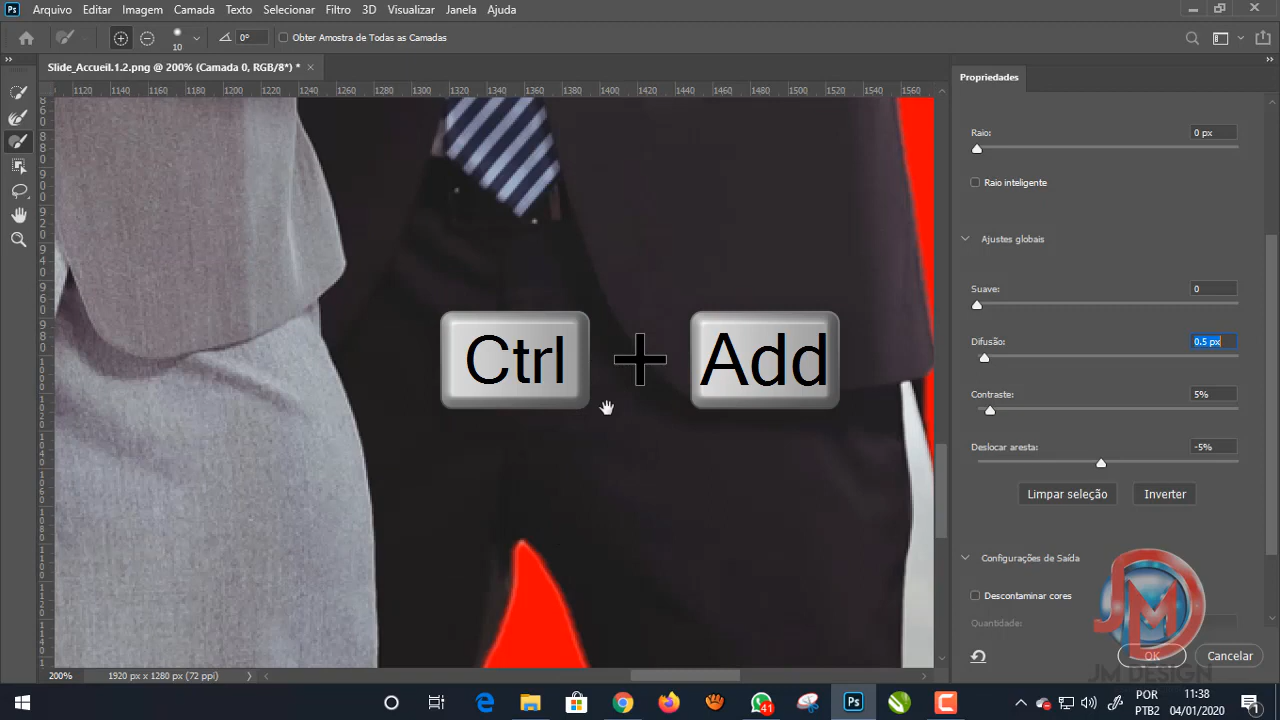 Ps Arquivo Editar Imagem Camada Texto Selecionar Filtro 3D Visualizar Janela Ajuda
10 0° Obter Amostra de Todas as Camadas
Slide_Accueil.1.2.png @ 200% (Camada 0, RGB/8*) *
Propriedades
1120 1140 1160 1180 1200 1220 1240 1260 1280 1300 1320 1340 1360 1380 1400 1420 1440 1460 1480 1500 1520 1540 1560
Raio: 0 px
Raio inteligente
Ajustes globais
Suave: 0
Difusão: 0.5 px
Ctrl + Add
Contraste: 5%
Deslocar aresta: -5%
Limpar seleção Inverter
Configurações de Saída
Descontaminar cores
Quantidade:
OK Cancelar
JM DESIGN
200% 1920 px x 1280 px (72 ppi)
41 Ps POR 11:38
PTB2 04/01/2020 1